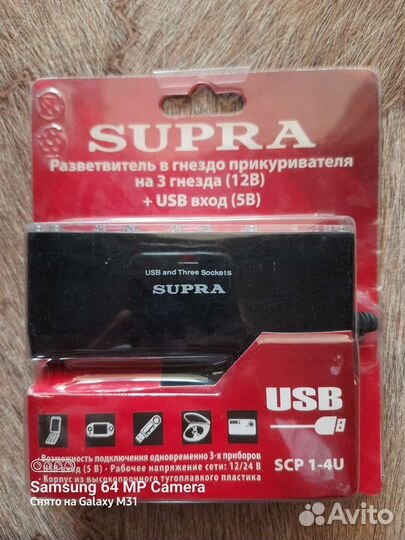 SUPRA
Разветвитель в гнездо прикуривателя
на 3 гнезда (12В)
+ USB вход (5В)
USB and Three Sockets
SUPRA
USB
Возможность подключения одновременно 3-х приборов
(5 В) · Рабочее напряжение сети: 12/24 В
Корпус из высокопрочного тугоплавкого пластика
SCP 1-4U
Samsung 64 MP Camera
Снято на Galaxy M31
Avito